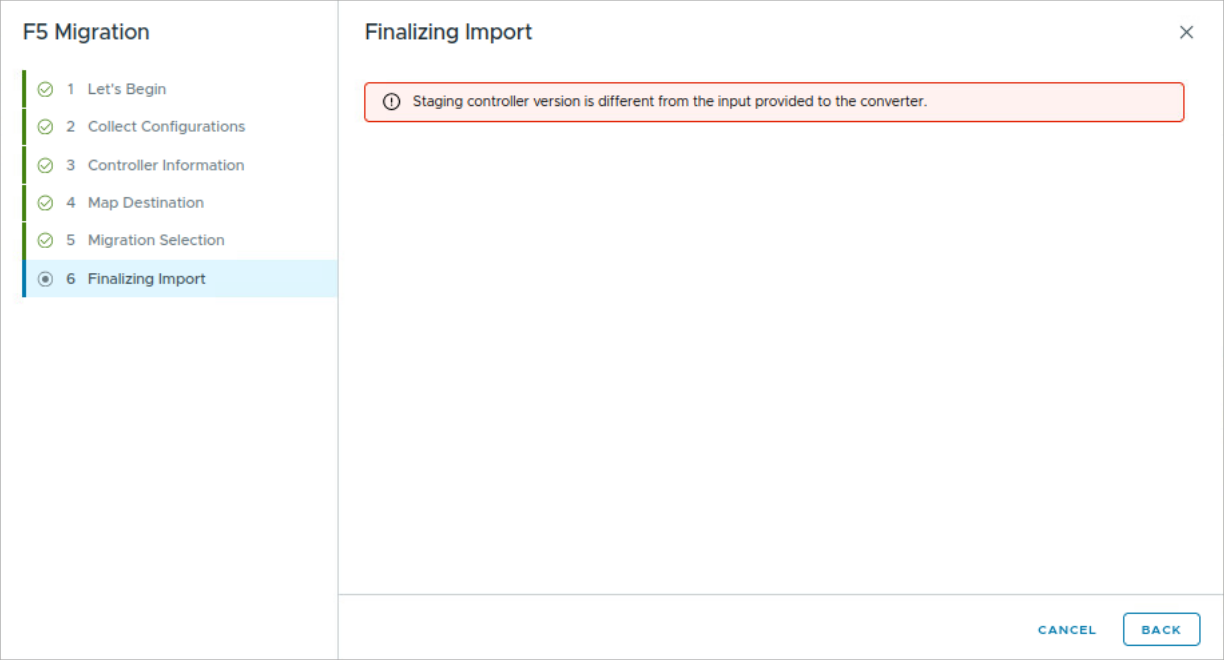 F5 Migration
1 Let's Begin
2 Collect Configurations
3 Controller Information
4 Map Destination
5 Migration Selection
6 Finalizing Import
Finalizing Import
Staging controller version is different from the input provided to the converter.
CANCEL
BACK